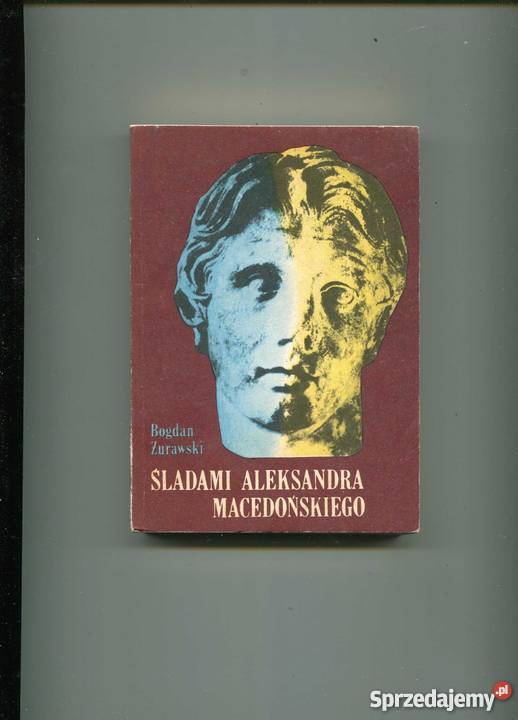 Bogdan
Żurawski
ŚLADAMI ALEKSANDRA
MACEDOŃSKIEGO
Sprzedajemy.pl